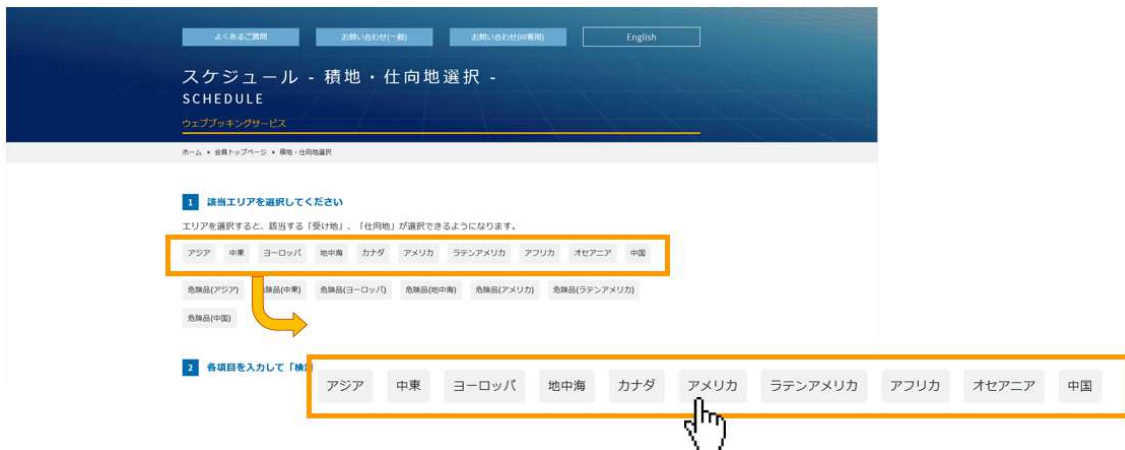 よくあるご質問 お問い合わせ(一般) お問い合わせ(IR専用) English
スケジュール - 積地・仕向地選択 -
SCHEDULE
ウェブブッキングサービス
ホーム • 会員トップページ • 積地・仕向地選択
1 該当エリアを選択してください
エリアを選択すると、該当する「受け地」、「仕向地」が選択できるようになります。
アジア 中東 ヨーロッパ 地中海 カナダ アメリカ ラテンアメリカ アフリカ オセアニア 中国
危険品(アジア) 険品(中東) 危険品(ヨーロッパ) 危険品(地中海) 危険品(アメリカ) 危険品(ラテンアメリカ)
危険品(中国)
2 各項目を入力して「検
アジア 中東 ヨーロッパ 地中海 カナダ アメリカ ラテンアメリカ アフリカ オセアニア 中国